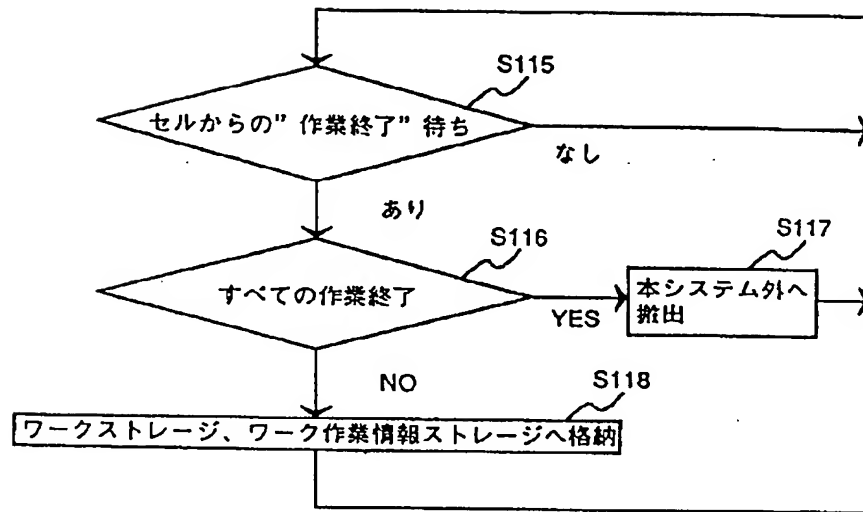 S115
セルからの”作業終了”待ち
なし
あり
S116
すべての作業終了
YES
S117
本システム外へ
搬出
NO
S118
ワークストレージ、ワーク作業情報ストレージへ格納